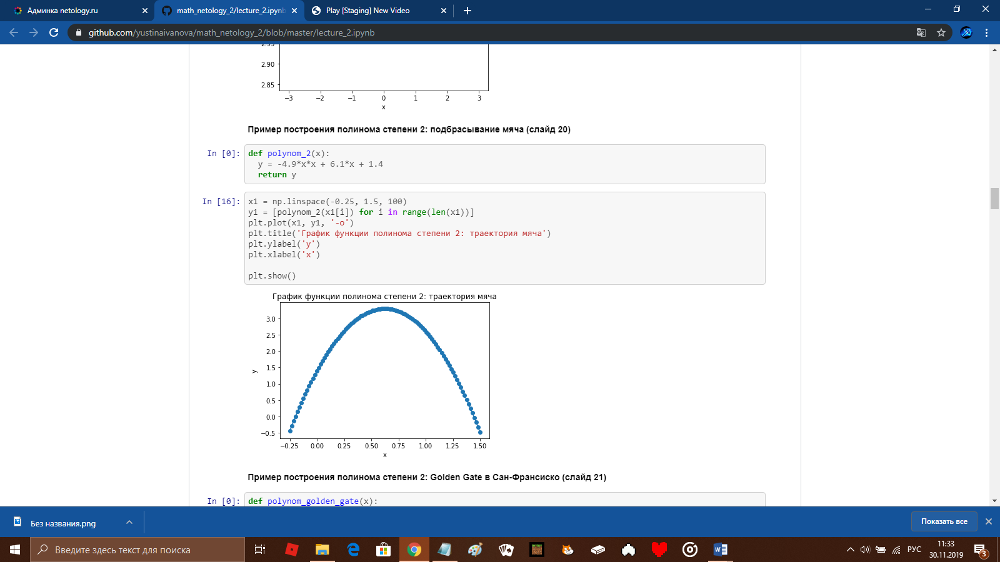 Админка netology.ru
math_netology_2/lecture_2.ipynb
Play [Staging] New Video
github.com/yustinaivanova/math_netology_2/blob/master/lecture_2.ipynb
2.95
2.90
2.85
−3 −2 −1 0 1 2 3
x
Пример построения полинома степени 2: подбрасывание мяча (слайд 20)
In [0]: def polynom_2(x):
y = -4.9*x*x + 6.1*x + 1.4
return y
In [16]: x1 = np.linspace(-0.25, 1.5, 100)
y1 = [polynom_2(x1[i]) for i in range(len(x1))]
plt.plot(x1, y1, '-o')
plt.title('График функции полинома степени 2: траектория мяча')
plt.ylabel('y')
plt.xlabel('x')
plt.show()
График функции полинома степени 2: траектория мяча
3.0
2.5
2.0
1.5
y
1.0
0.5
0.0
−0.5
−0.25 0.00 0.25 0.50 0.75 1.00 1.25 1.50
x
Пример построения полинома степени 2: Golden Gate в Сан-Франсиско (слайд 21)
In [0]: def polynom_golden_gate(x):
Без названия.png
Показать все
Введите здесь текст для поиска
РУС
11:33
30.11.2019
3